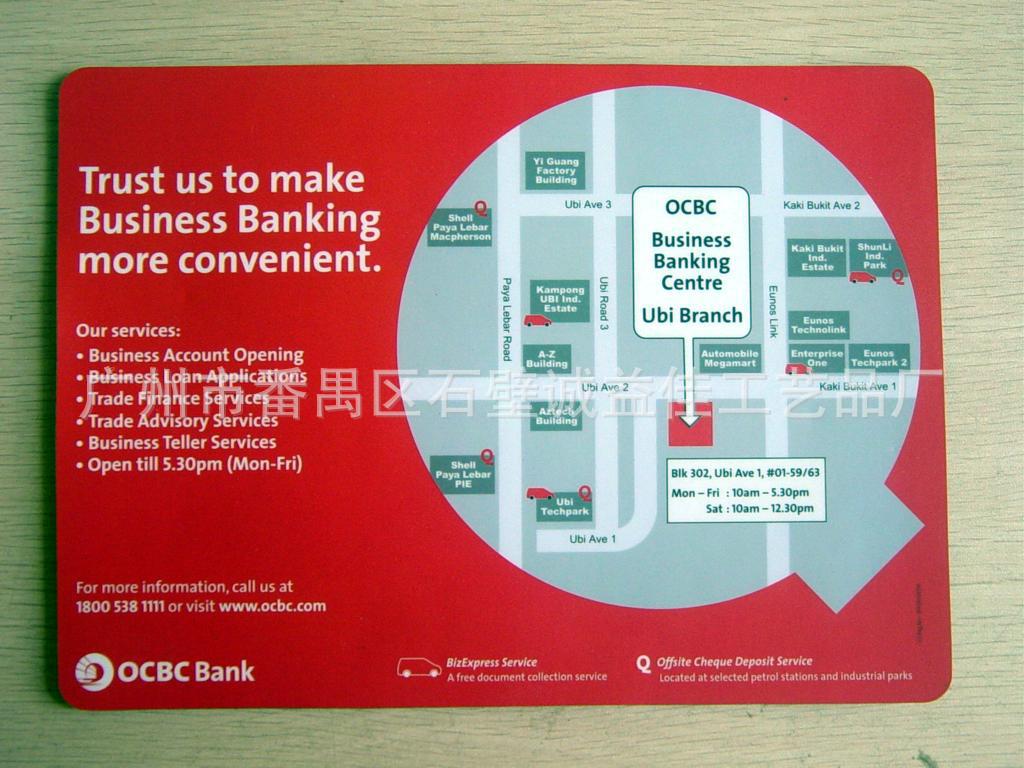 Trust us to make
Business Banking
more convenient.
Our services:
• Business Account Opening
• Business Loan Applications
• Trade Finance Services
• Trade Advisory Services
• Business Teller Services
• Open till 5.30pm (Mon-Fri)
For more information, call us at
1800 538 1111 or visit www.ocbc.com
OCBC Bank
Yi Guang
Factory
Building
Ubi Ave 3
Q
Shell
Paya Lebar
Macpherson
OCBC
Business
Banking
Centre
Ubi Branch
Kaki Bukit Ave 2
Kaki Bukit
Ind.
Estate
ShunLi
Ind.
Park
Q
Paya Lebar Road
Kampong
UBI Ind.
Estate
Ubi Road 3
Eunos Link
Eunos
Technolink
A-Z
Building
Automobile
Megamart
Enterprise
One
Eunos
Techpark 2
Ubi Ave 2
Kaki Bukit Ave 1
广州市番禺区石壁诚益佳工艺品厂
Aztech
Building
Q
Shell
Paya Lebar
PIE
Q
Ubi
Techpark
Ubi Ave 1
Blk 302, Ubi Ave 1, #01-59/63
Mon – Fri : 10am – 5.30pm
Sat : 10am – 12.30pm
BizExpress Service
A free document collection service
Q Offsite Cheque Deposit Service
Located at selected petrol stations and industrial parks